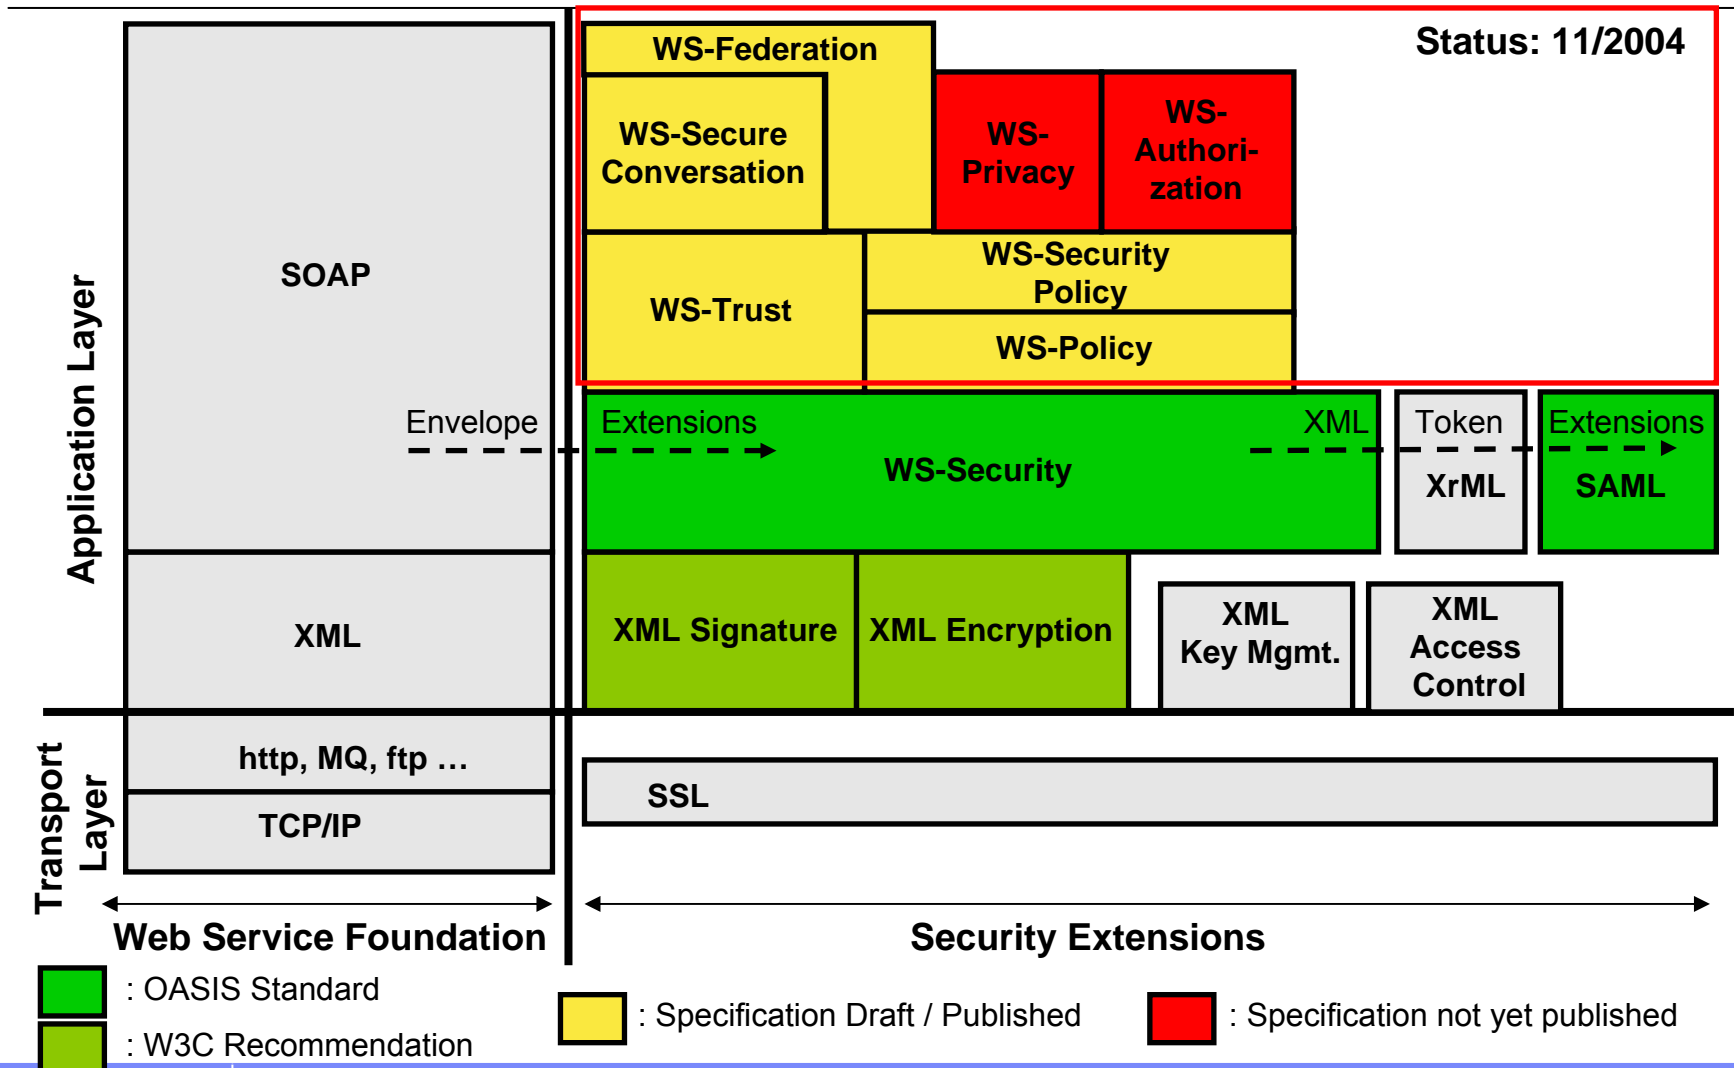 Status: 11/2004
WS-Federation
WS-Secure
Conversation
WS-
Privacy
WS-
Authori-
zation
SOAP
WS-Trust
WS-Security
Policy
WS-Policy
Application Layer
Envelope
Extensions
XML
Token
Extensions
WS-Security
XrML
SAML
XML
XML Signature
XML Encryption
XML
Key Mgmt.
XML
Access
Control
Transport
Layer
http, MQ, ftp …
TCP/IP
SSL
Web Service Foundation
Security Extensions
: OASIS Standard
: Specification Draft / Published
: Specification not yet published
: W3C Recommendation